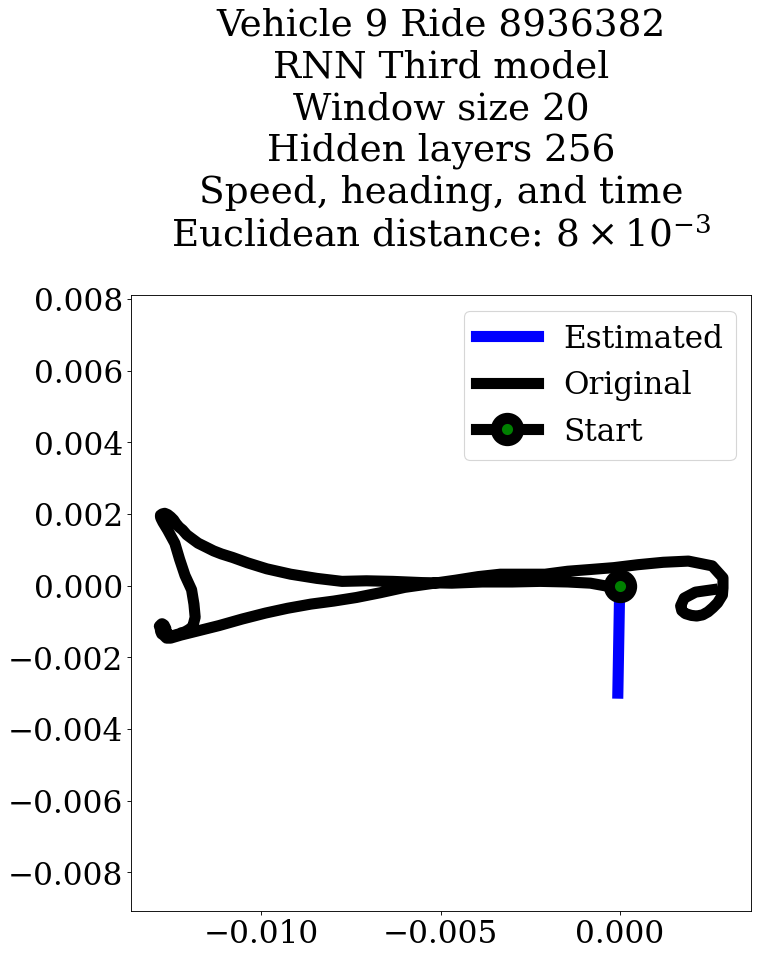 Vehicle 9 Ride 8936382
RNN Third model
Window size 20
Hidden layers 256
Speed, heading, and time
Euclidean distance: 8 × 10⁻³
Estimated
Original
Start
0.008
0.006
0.004
0.002
0.000
−0.002
−0.004
−0.006
−0.008
−0.010
−0.005
0.000